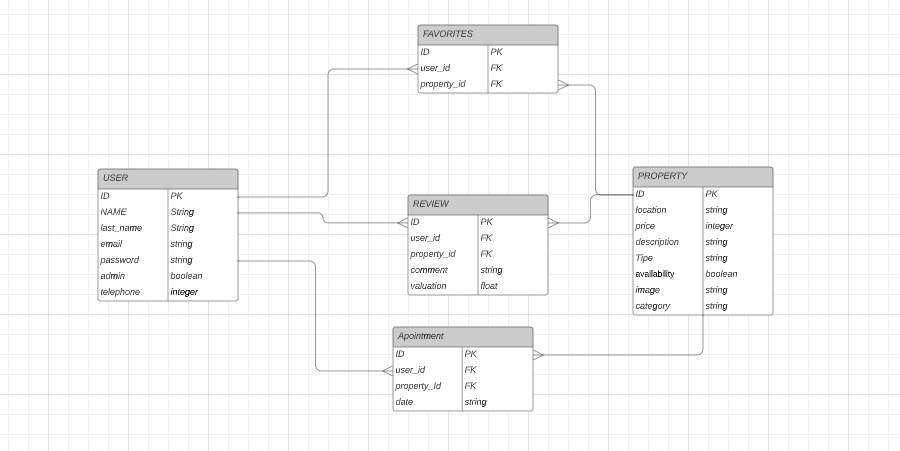 FAVORITES
ID PK
user_id FK
property_id FK
USER
ID PK
NAME String
last_name String
email string
password string
admin boolean
telephone integer
REVIEW
ID PK
user_id FK
property_id FK
comment string
valuation float
PROPERTY
ID PK
location string
price integer
description string
Tipe string
availability boolean
image string
category string
Apointment
ID PK
user_id FK
property_Id FK
date string